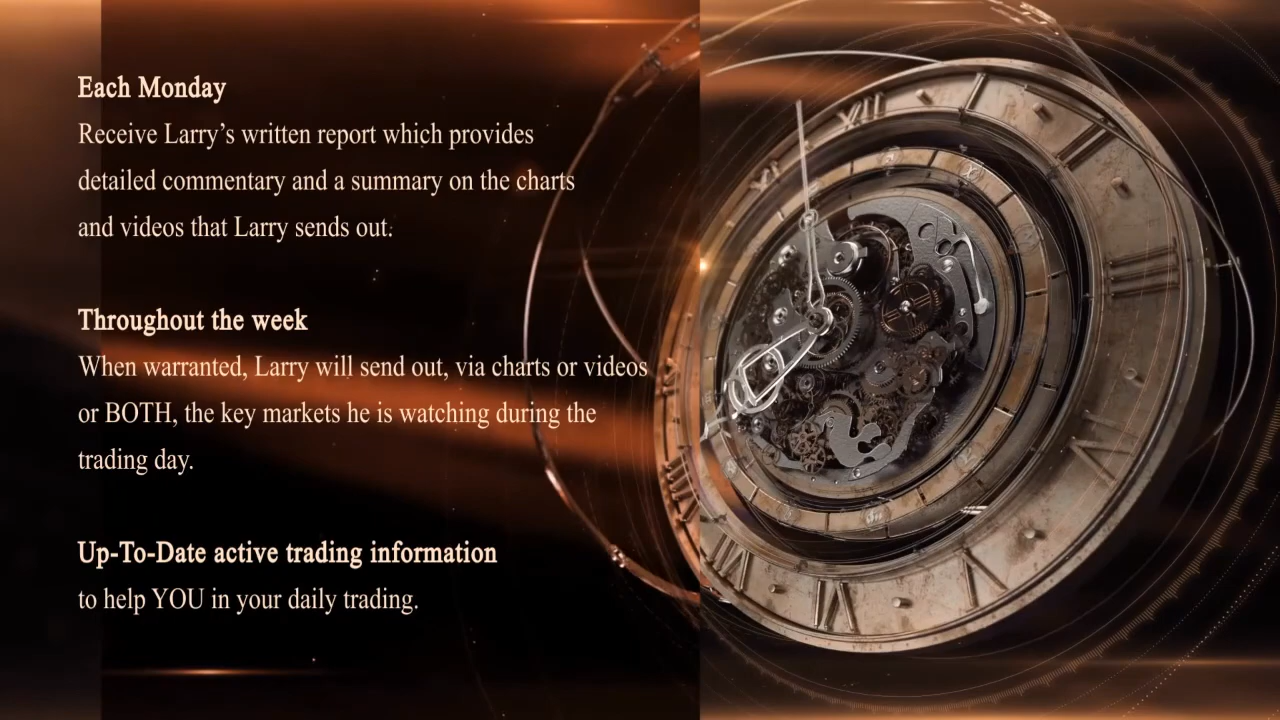 Each Monday
Receive Larry’s written report which provides
detailed commentary and a summary on the charts
and videos that Larry sends out.
Throughout the week
When warranted, Larry will send out, via charts or videos
or BOTH, the key markets he is watching during the
trading day.
Up-To-Date active trading information
to help YOU in your daily trading.